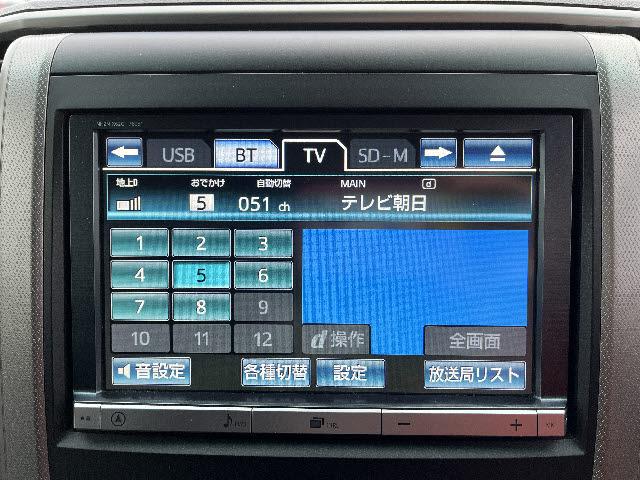 USB BT TV SD-M
地上D おでかけ 自動切替 MAIN d
5 051 ch テレビ朝日
1 2 3
4 5 6
7 8 9
10 11 12 d操作 全画面
音設定 各種切替 設定 放送局リスト
− +